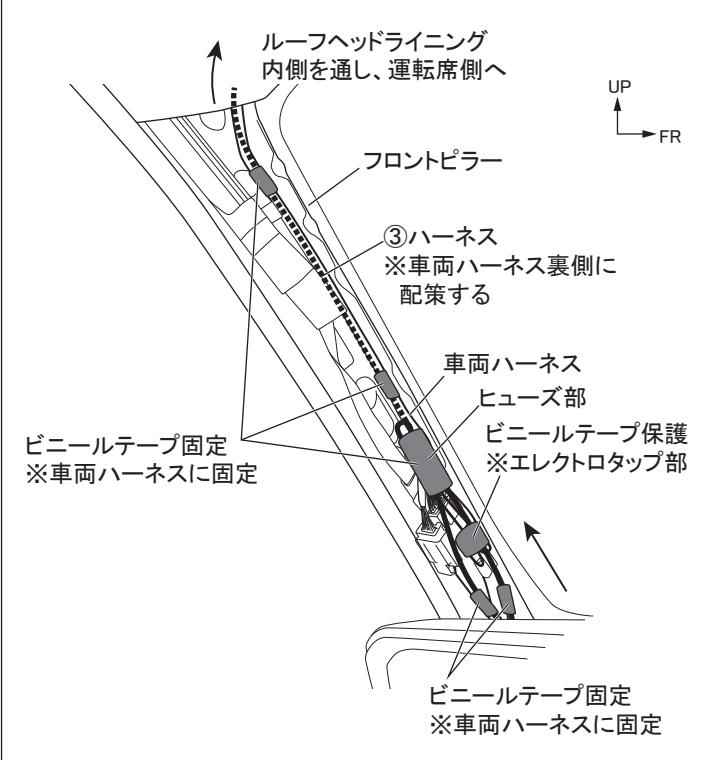 ルーフヘッドライニング
内側を通し、運転席側へ
UP
FR
フロントピラー
③ハーネス
※車両ハーネス裏側に
配策する
車両ハーネス
ヒューズ部
ビニールテープ保護
※エレクトロタップ部
ビニールテープ固定
※車両ハーネスに固定
ビニールテープ固定
※車両ハーネスに固定